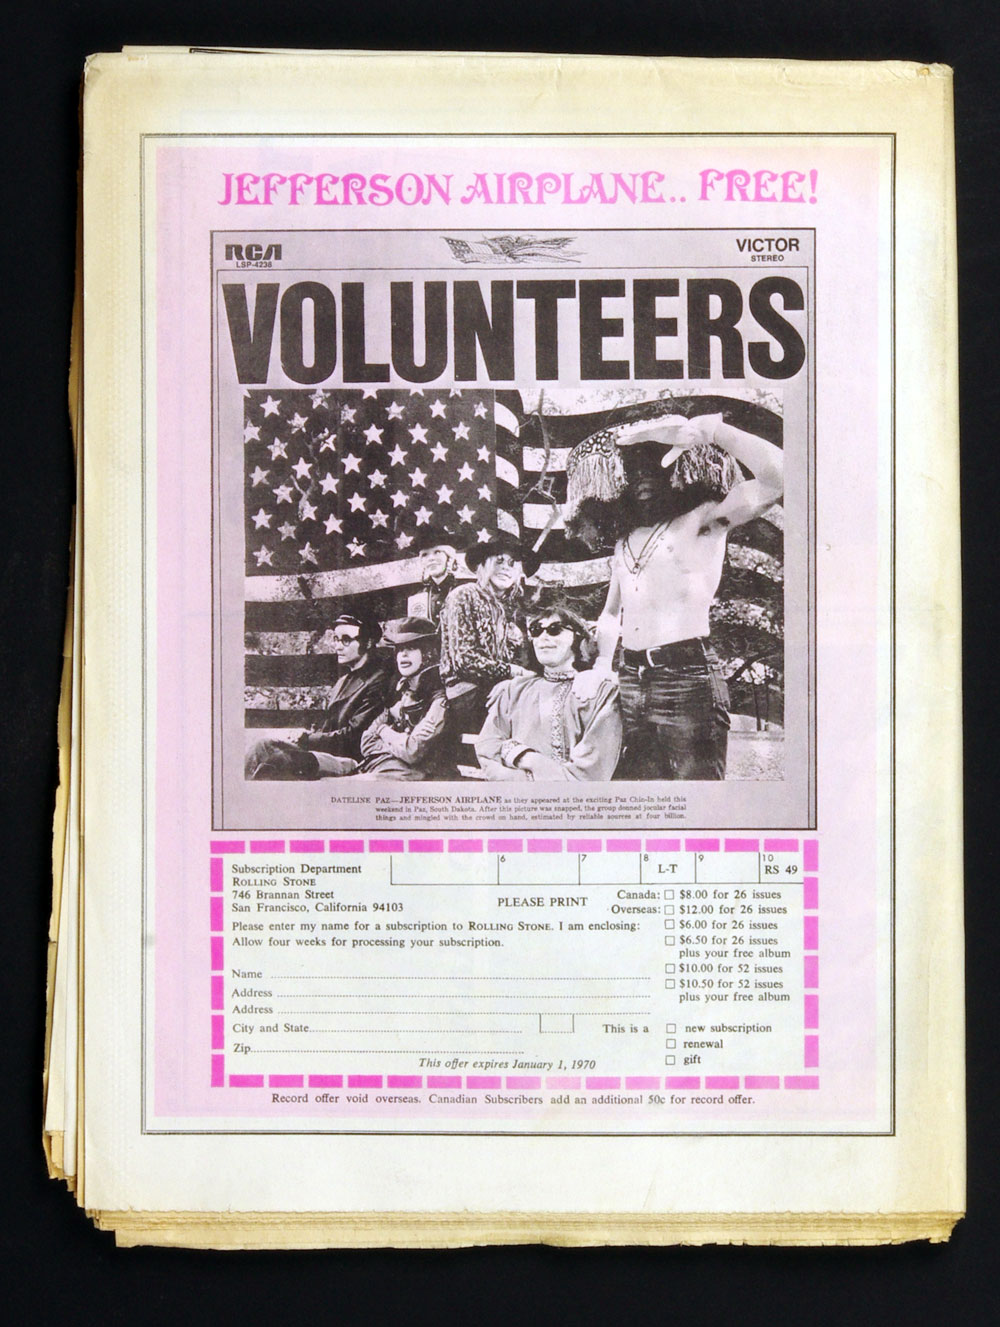 JEFFERSON AIRPLANE.. FREE!
RCA
LSP-4238
VICTOR
STEREO
VOLUNTEERS
DATELINE PAZ—JEFFERSON AIRPLANE as they appeared at the exciting Paz Chin-In held this
weekend in Paz, South Dakota. After this picture was snapped, the group donned jocular facial
things and mingled with the crowd on hand, estimated by reliable sources at four billion.
6 7 8 9 10
L-T RS 49
Subscription Department
ROLLING STONE
746 Brannan Street
San Francisco, California 94103
PLEASE PRINT
Please enter my name for a subscription to ROLLING STONE. I am enclosing:
Allow four weeks for processing your subscription.
Canada: $8.00 for 26 issues
Overseas: $12.00 for 26 issues
$6.00 for 26 issues
$6.50 for 26 issues
plus your free album
$10.00 for 52 issues
$10.50 for 52 issues
plus your free album
Name
Address
Address
City and State
Zip
This is a new subscription
renewal
gift
This offer expires January 1, 1970
Record offer void overseas. Canadian Subscribers add an additional 50c for record offer.